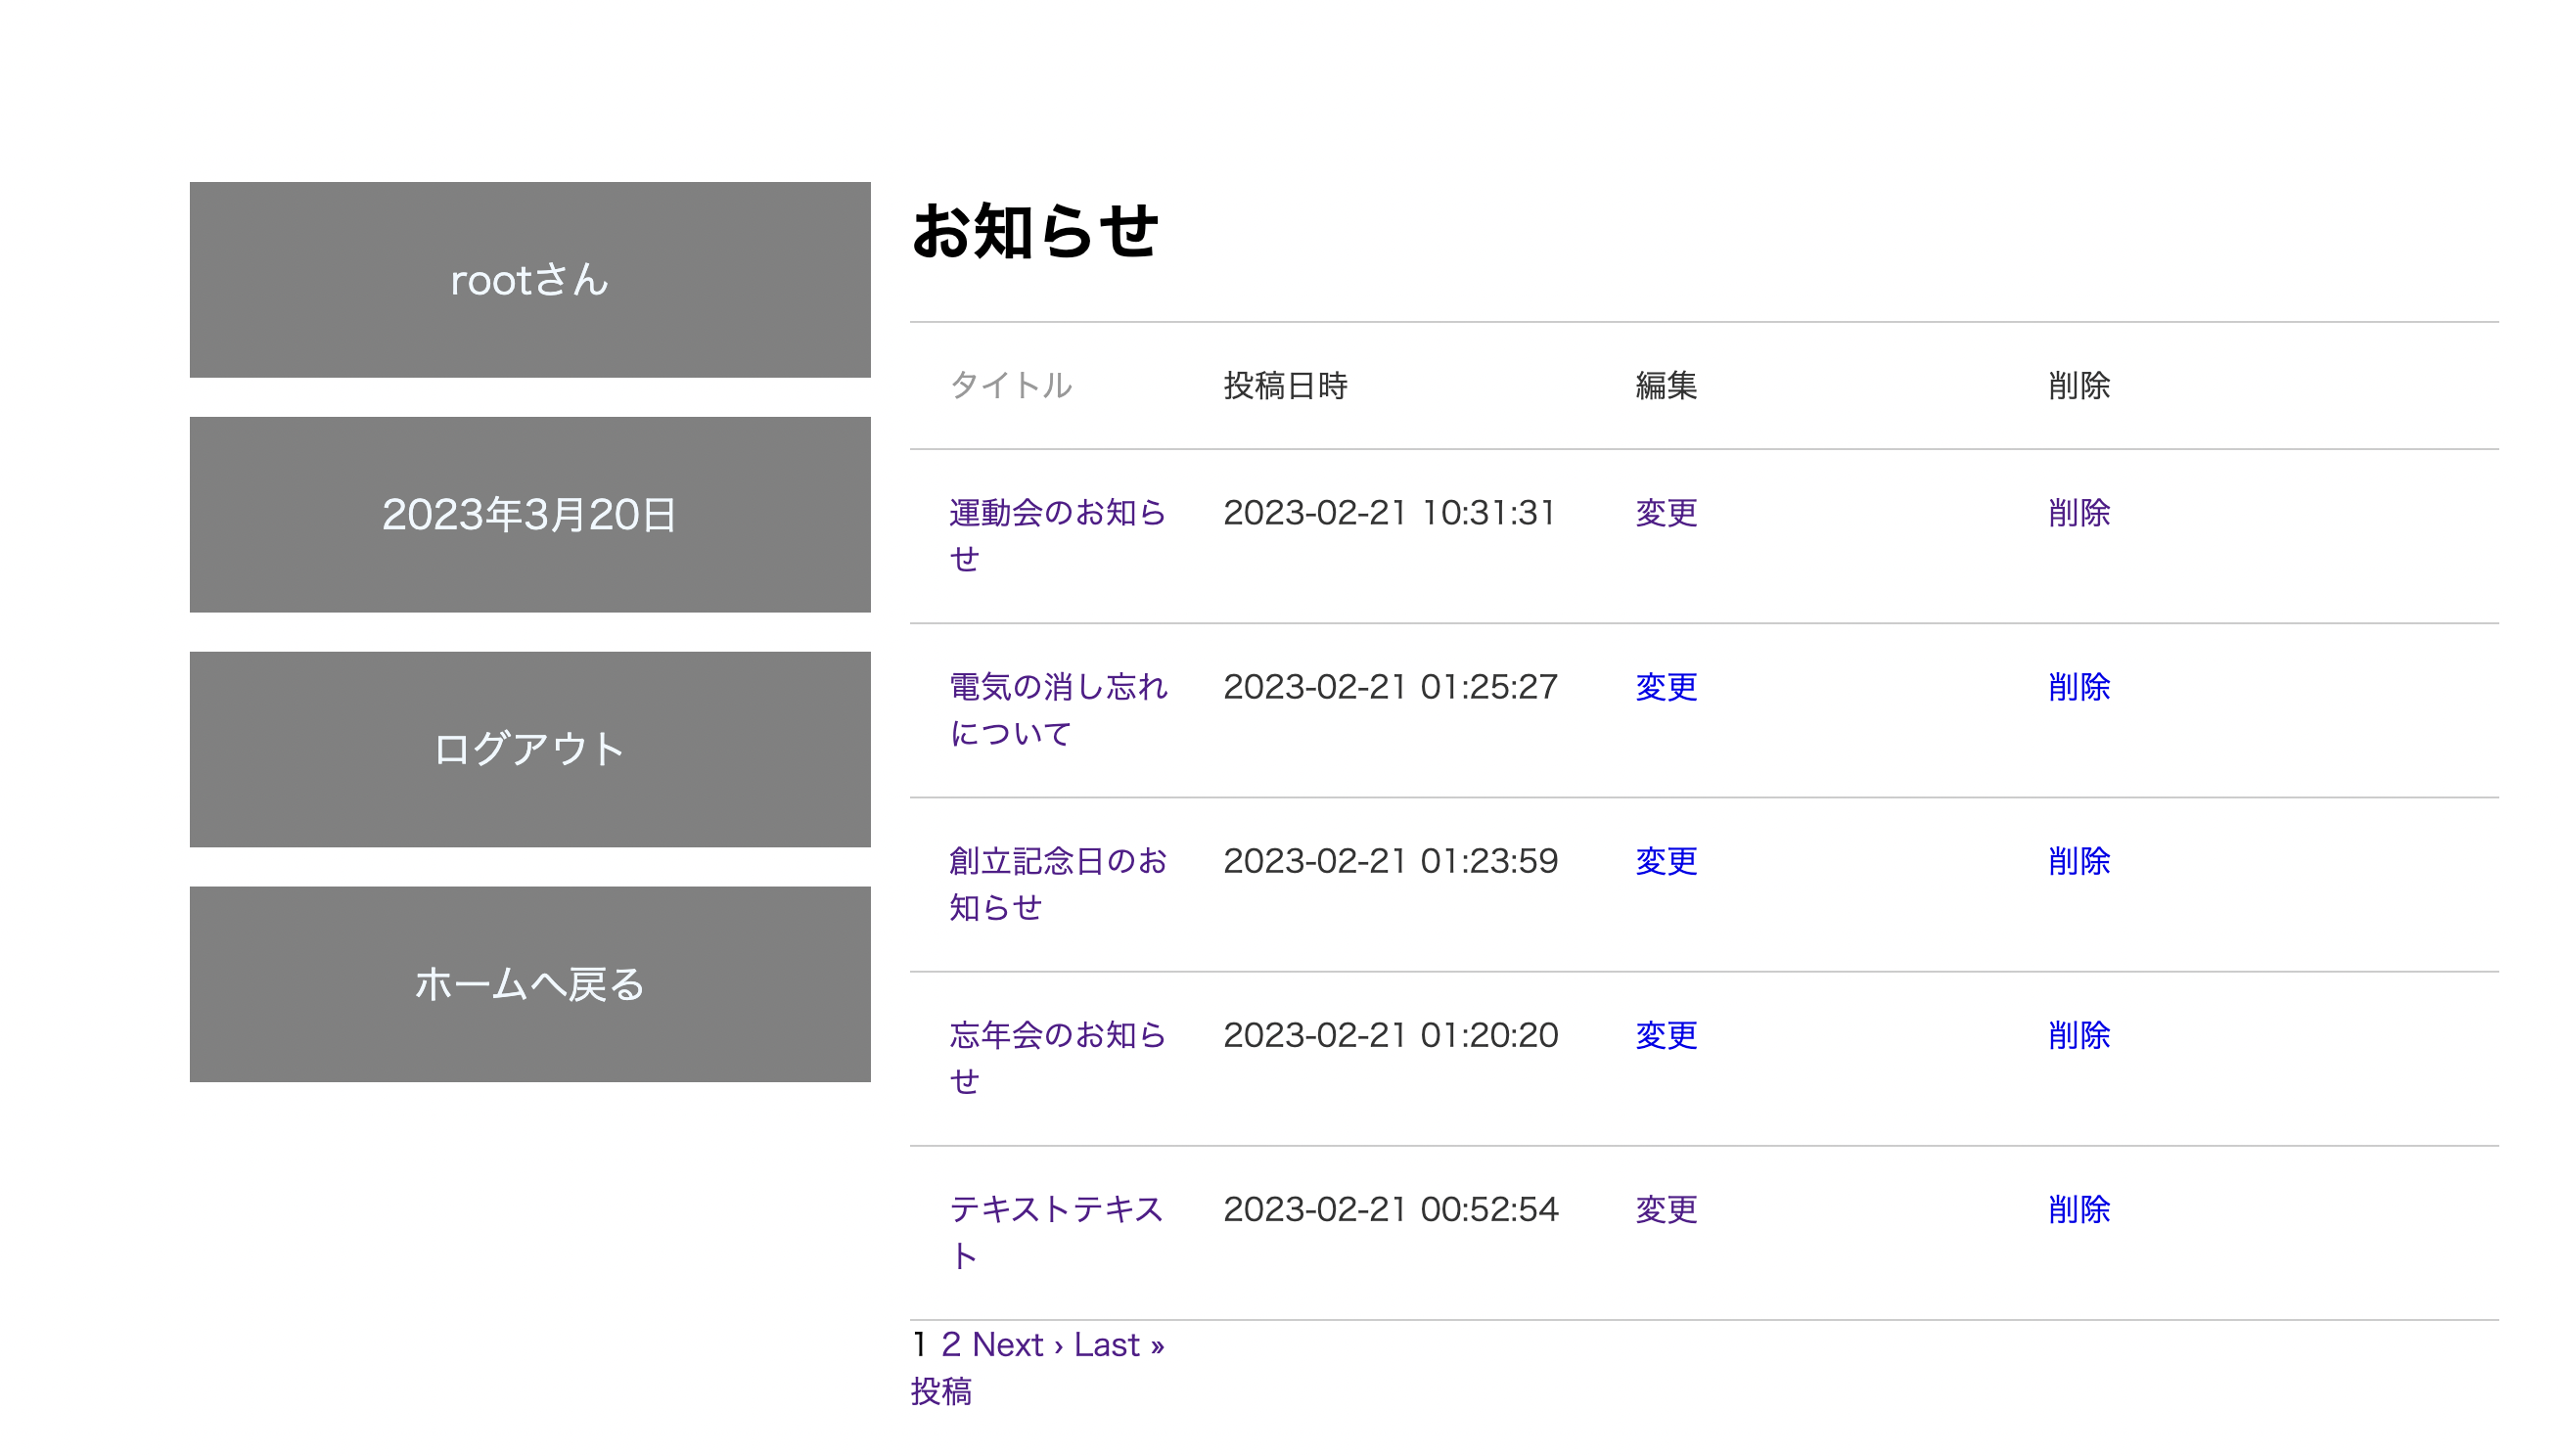 rootさん
2023年3月20日
ログアウト
ホームへ戻る
お知らせ
タイトル 投稿日時 編集 削除
運動会のお知ら 2023-02-21 10:31:31 変更 削除
せ
電気の消し忘れ 2023-02-21 01:25:27 変更 削除
について
創立記念日のお 2023-02-21 01:23:59 変更 削除
知らせ
忘年会のお知ら 2023-02-21 01:20:20 変更 削除
せ
テキストテキス 2023-02-21 00:52:54 変更 削除
ト
1 2 Next › Last »
投稿